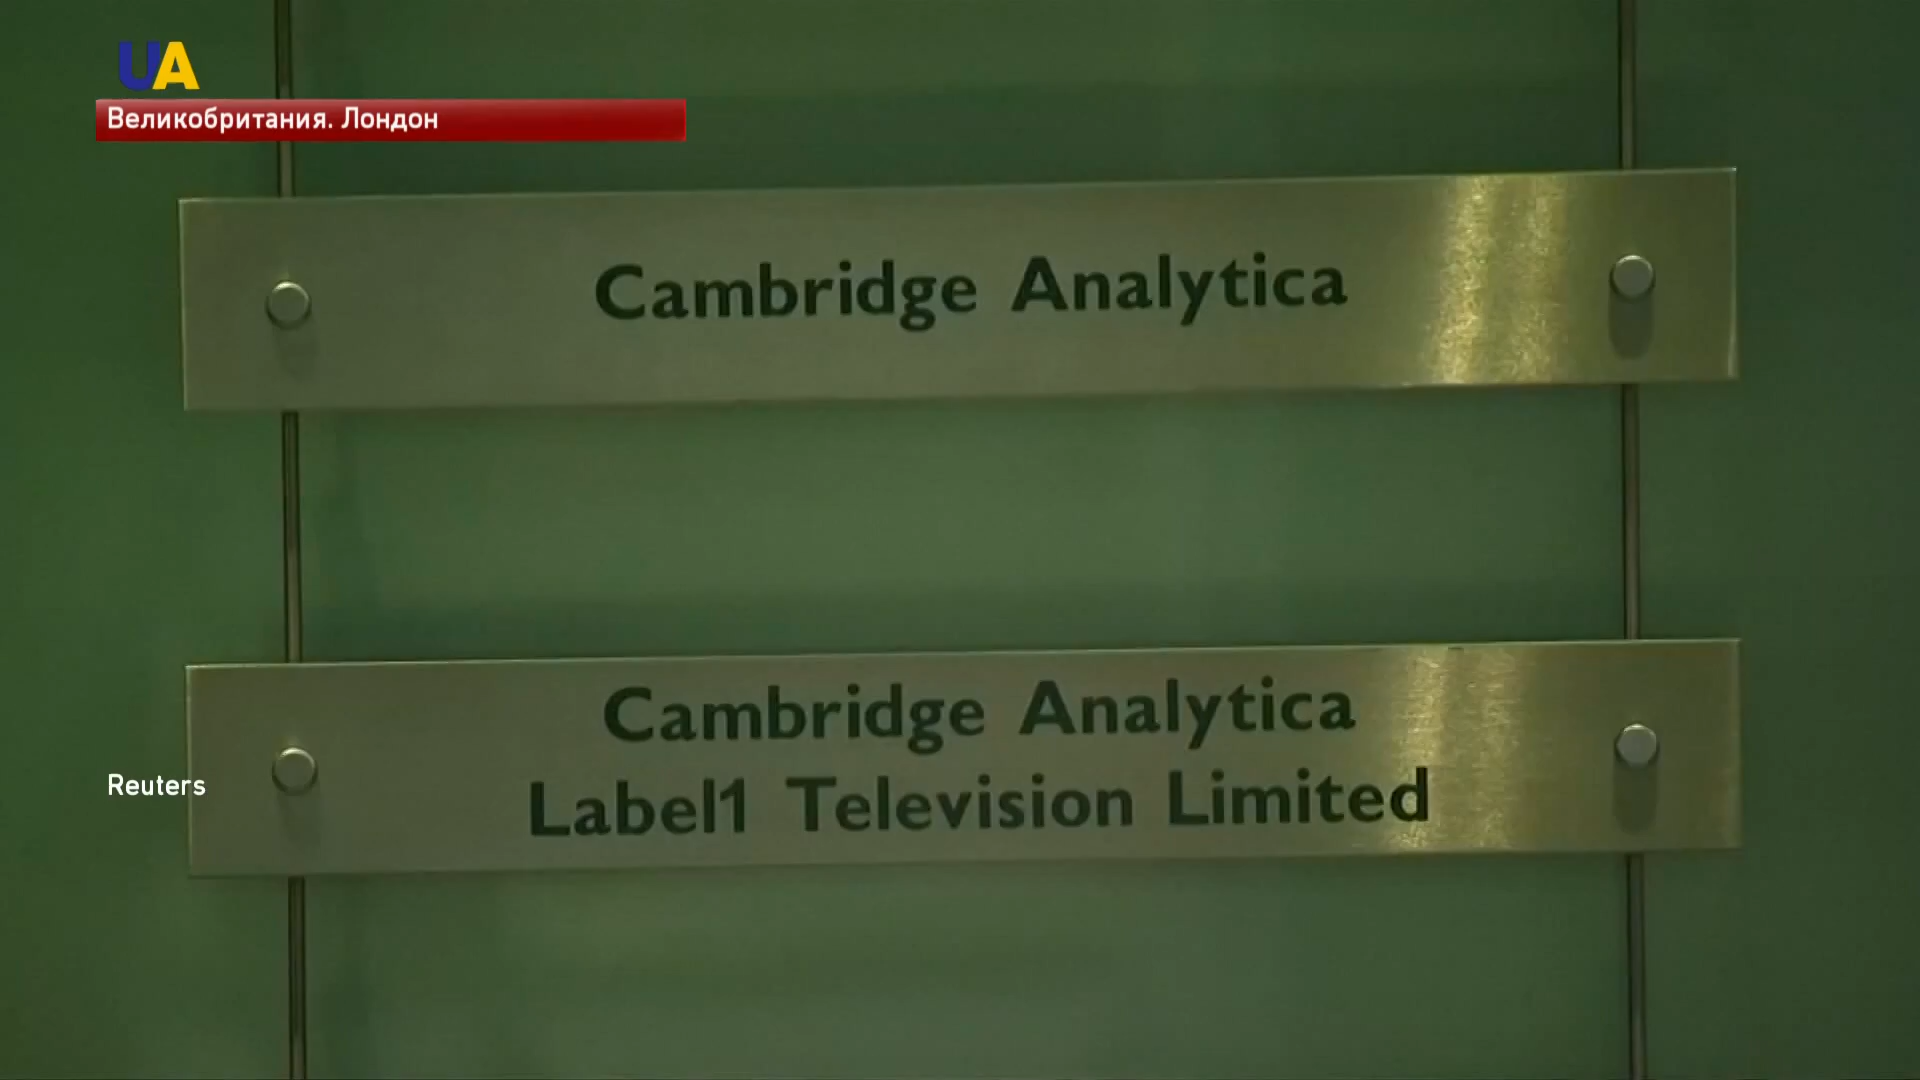 UA
Великобритания. Лондон
Cambridge Analytica
Cambridge Analytica
Label1 Television Limited
Reuters